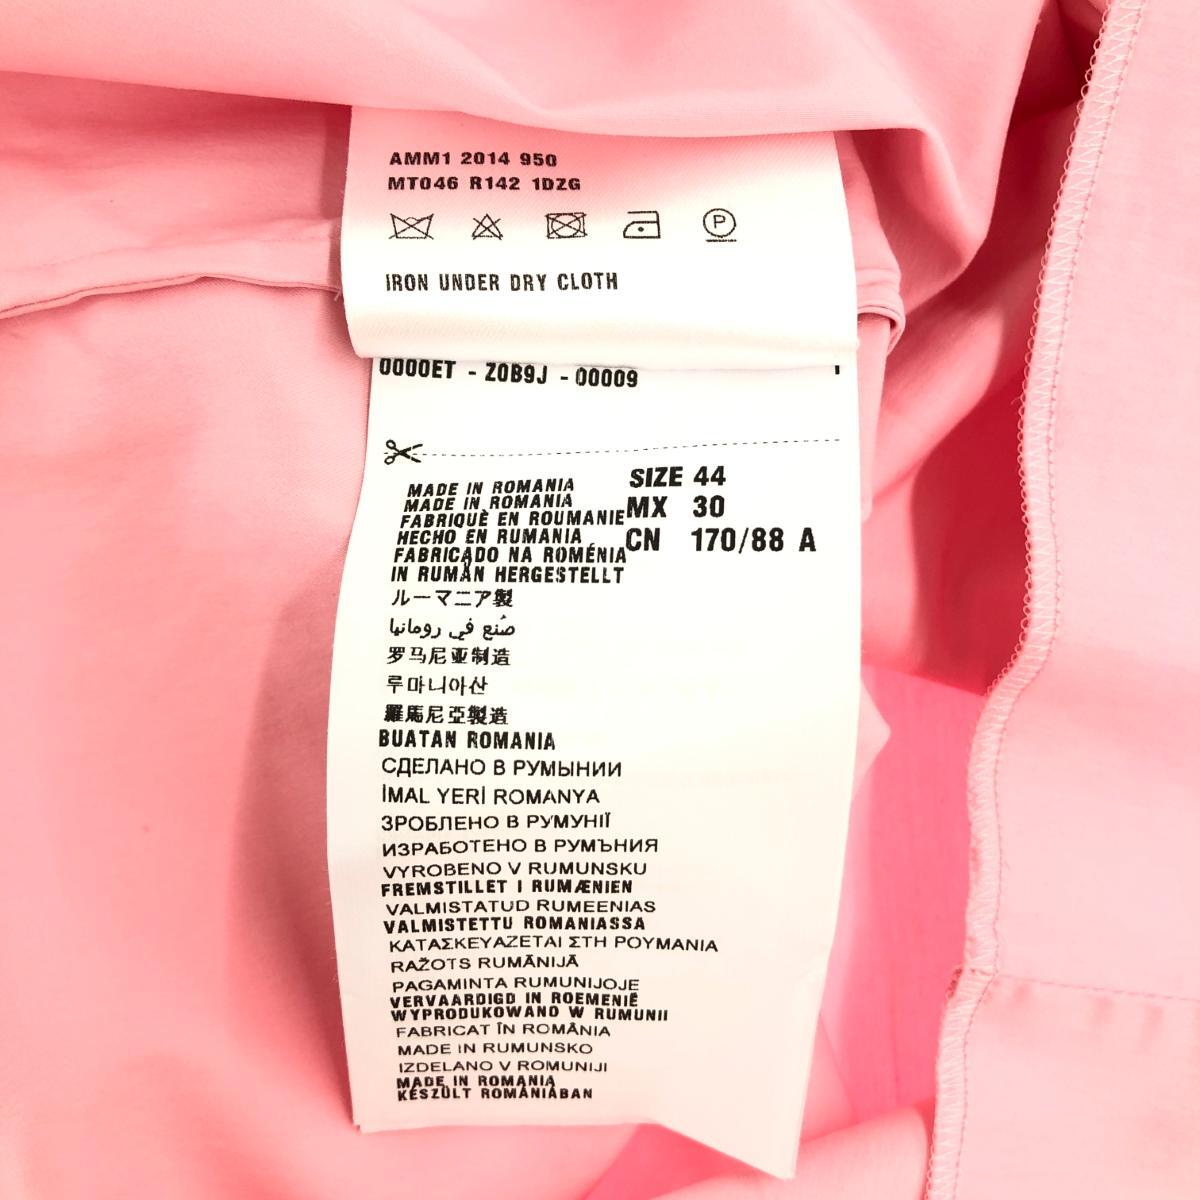 AMM1 2014 950
MT046 R142 1DZG
P
IRON UNDER DRY CLOTH
0000ET - Z0B9J - 00009
SIZE 44
MX 30
CN 170/88 A
MADE IN ROMANIA
MADE IN ROMANIA
FABRIQUÈ EN ROUMANIE
HECHO EN RUMANIA
FABRICADO NA ROMÉNIA
IN RUMÄN HERGESTELLT
ルーマニア製
صُنع في رومانيا
罗马尼亚制造
루마니아산
羅馬尼亞製造
BUATAN ROMANIA
СДЕЛАНО В РУМЫНИИ
İMAL YERİ ROMANYA
ЗРОБЛЕНО В РУМУНІЇ
ИЗРАБОТЕНО В РУМЪНИЯ
VYROBENO V RUMUNSKU
FREMSTILLET I RUMÆNIEN
VALMISTATUD RUMEENIAS
VALMISTETTU ROMANIASSA
ΚΑΤΑΣΚΕΥΑΖΕΤΑΙ ΣΤΗ ΡΟΥΜΑΝΙΑ
RAŽOTS RUMĀNIJĀ
PAGAMINTA RUMUNIJOJE
VERVAARDIGD IN ROEMENIË
WYPRODUKOWANO W RUMUNII
FABRICAT ÎN ROMÂNIA
MADE IN RUMUNSKO
IZDELANO V ROMUNIJI
MADE IN ROMANIA
KÉSZÜLT ROMÁNIÁBAN